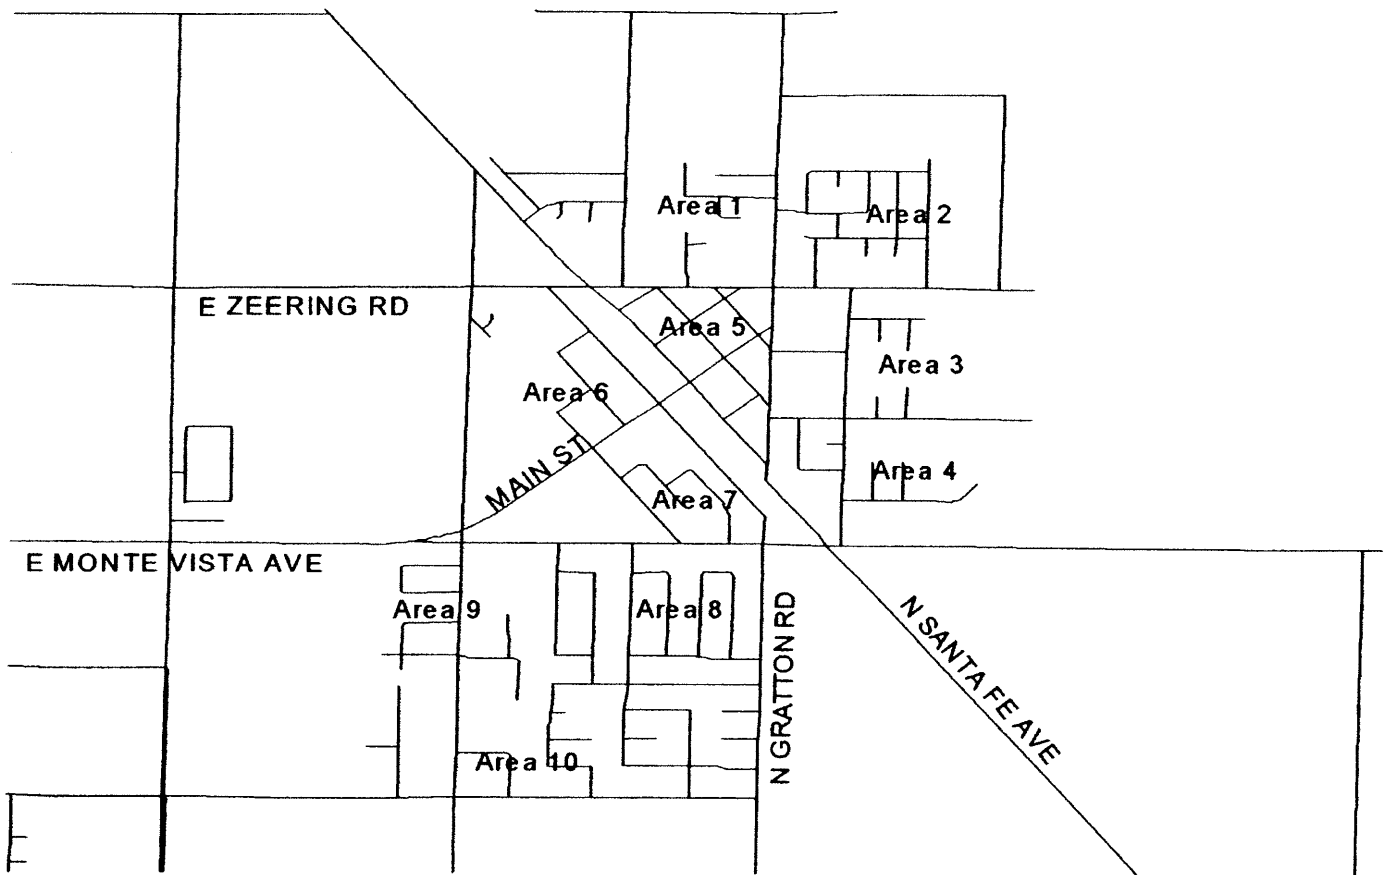 Area 1
Area 2
E ZEERING RD
Area 5
Area 3
Area 6
MAIN ST
Area 4
Area 7
E MONTE VISTA AVE
Area 9
Area 8
N GRATTON RD
N SANTA FE AVE
Area 10